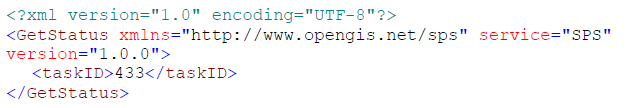 <?xml version="1.0" encoding="UTF-8"?>
<GetStatus xmlns="http://www.opengis.net/sps" service="SPS"
version="1.0.0">
<taskID>433</taskID>
</GetStatus>